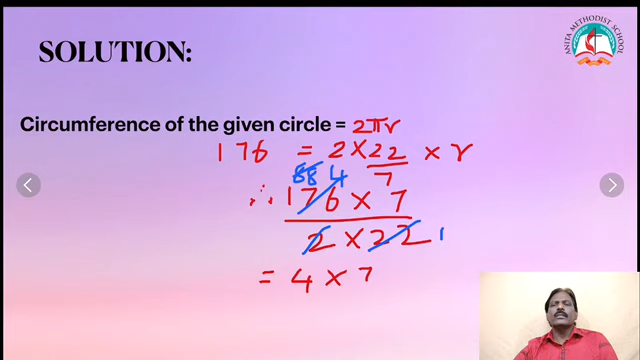 SOLUTION:
ANITA METHODIST SCHOOL
Circumference of the given circle = 2πr
176 = 2 × 22/7 × r
88 4
∴ 176 × 7
2 × 22 1
= 4 × 7